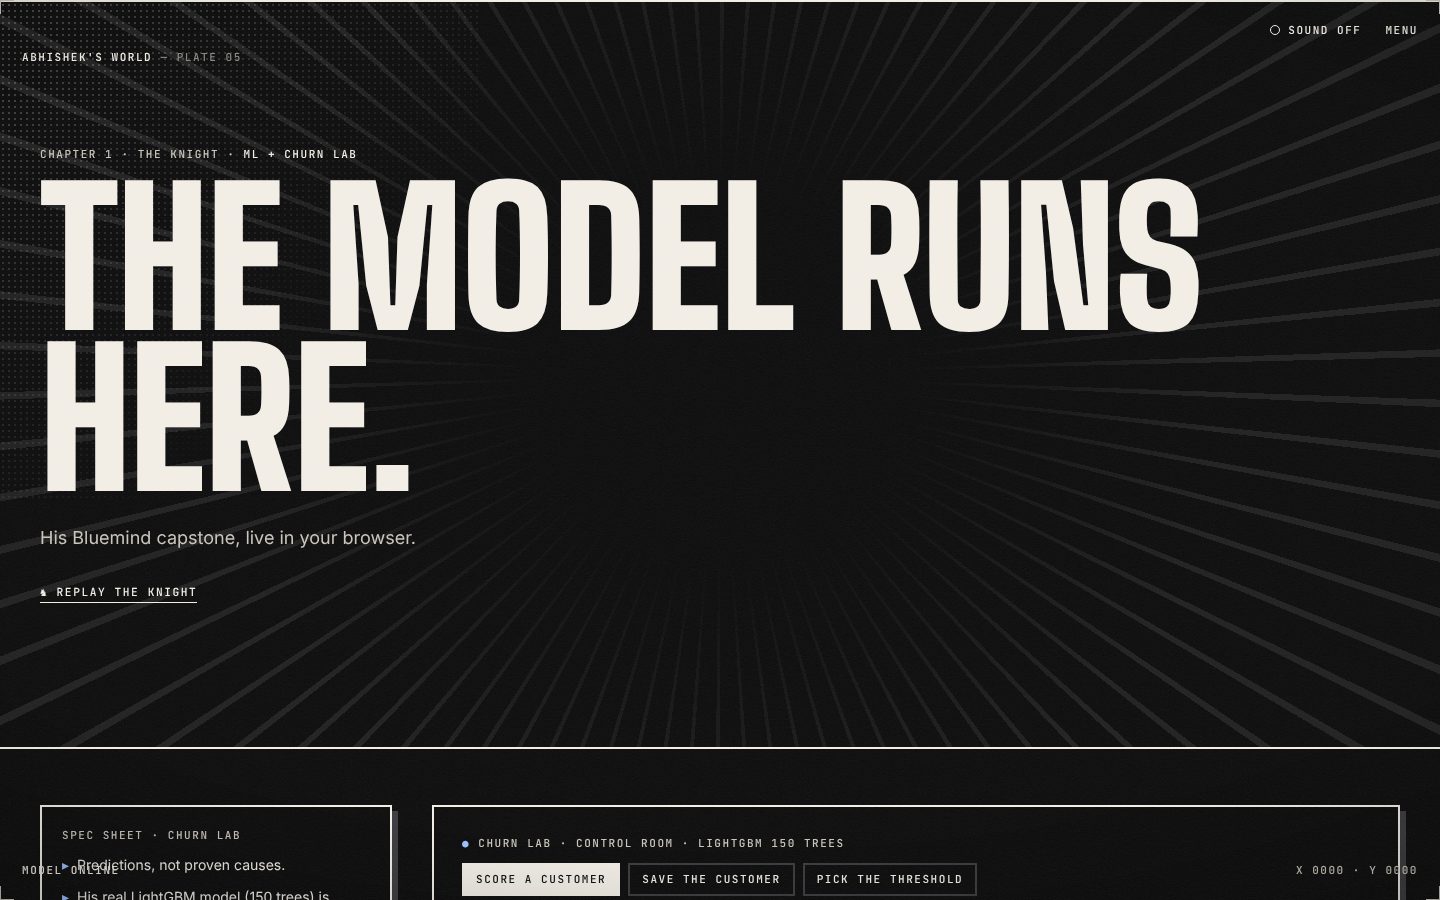 SOUND OFF MENU
ABHISHEK'S WORLD — PLATE 05
CHAPTER 1 · THE KNIGHT · ML + CHURN LAB
THE MODEL RUNS
HERE.
His Bluemind capstone, live in your browser.
♞ REPLAY THE KNIGHT
SPEC SHEET · CHURN LAB
▸ Predictions, not proven causes.
▸ His real LightGBM model (150 trees) is
● CHURN LAB · CONTROL ROOM · LIGHTGBM 150 TREES
SCORE A CUSTOMER SAVE THE CUSTOMER PICK THE THRESHOLD
MODEL ONLINE
X 0000 · Y 0000